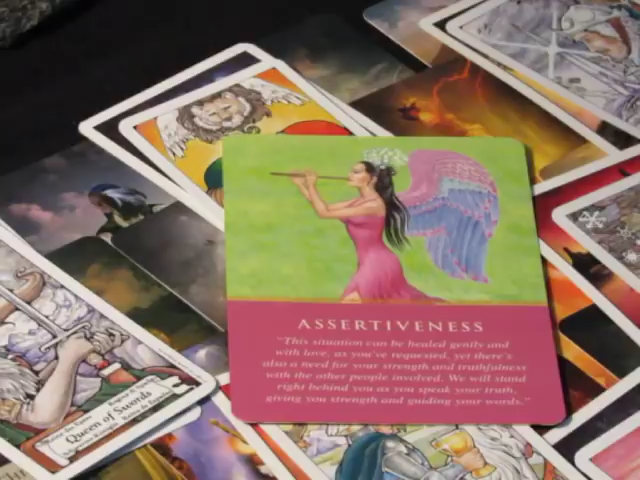 ASSERTIVENESS
"This situation can be healed gently and
with love, as you've requested, yet there's
also a need for your strength and truthfulness
with the other people involved. We will stand
right behind you as you speak your truth,
giving you strength and guiding your words."
Queen of Swords